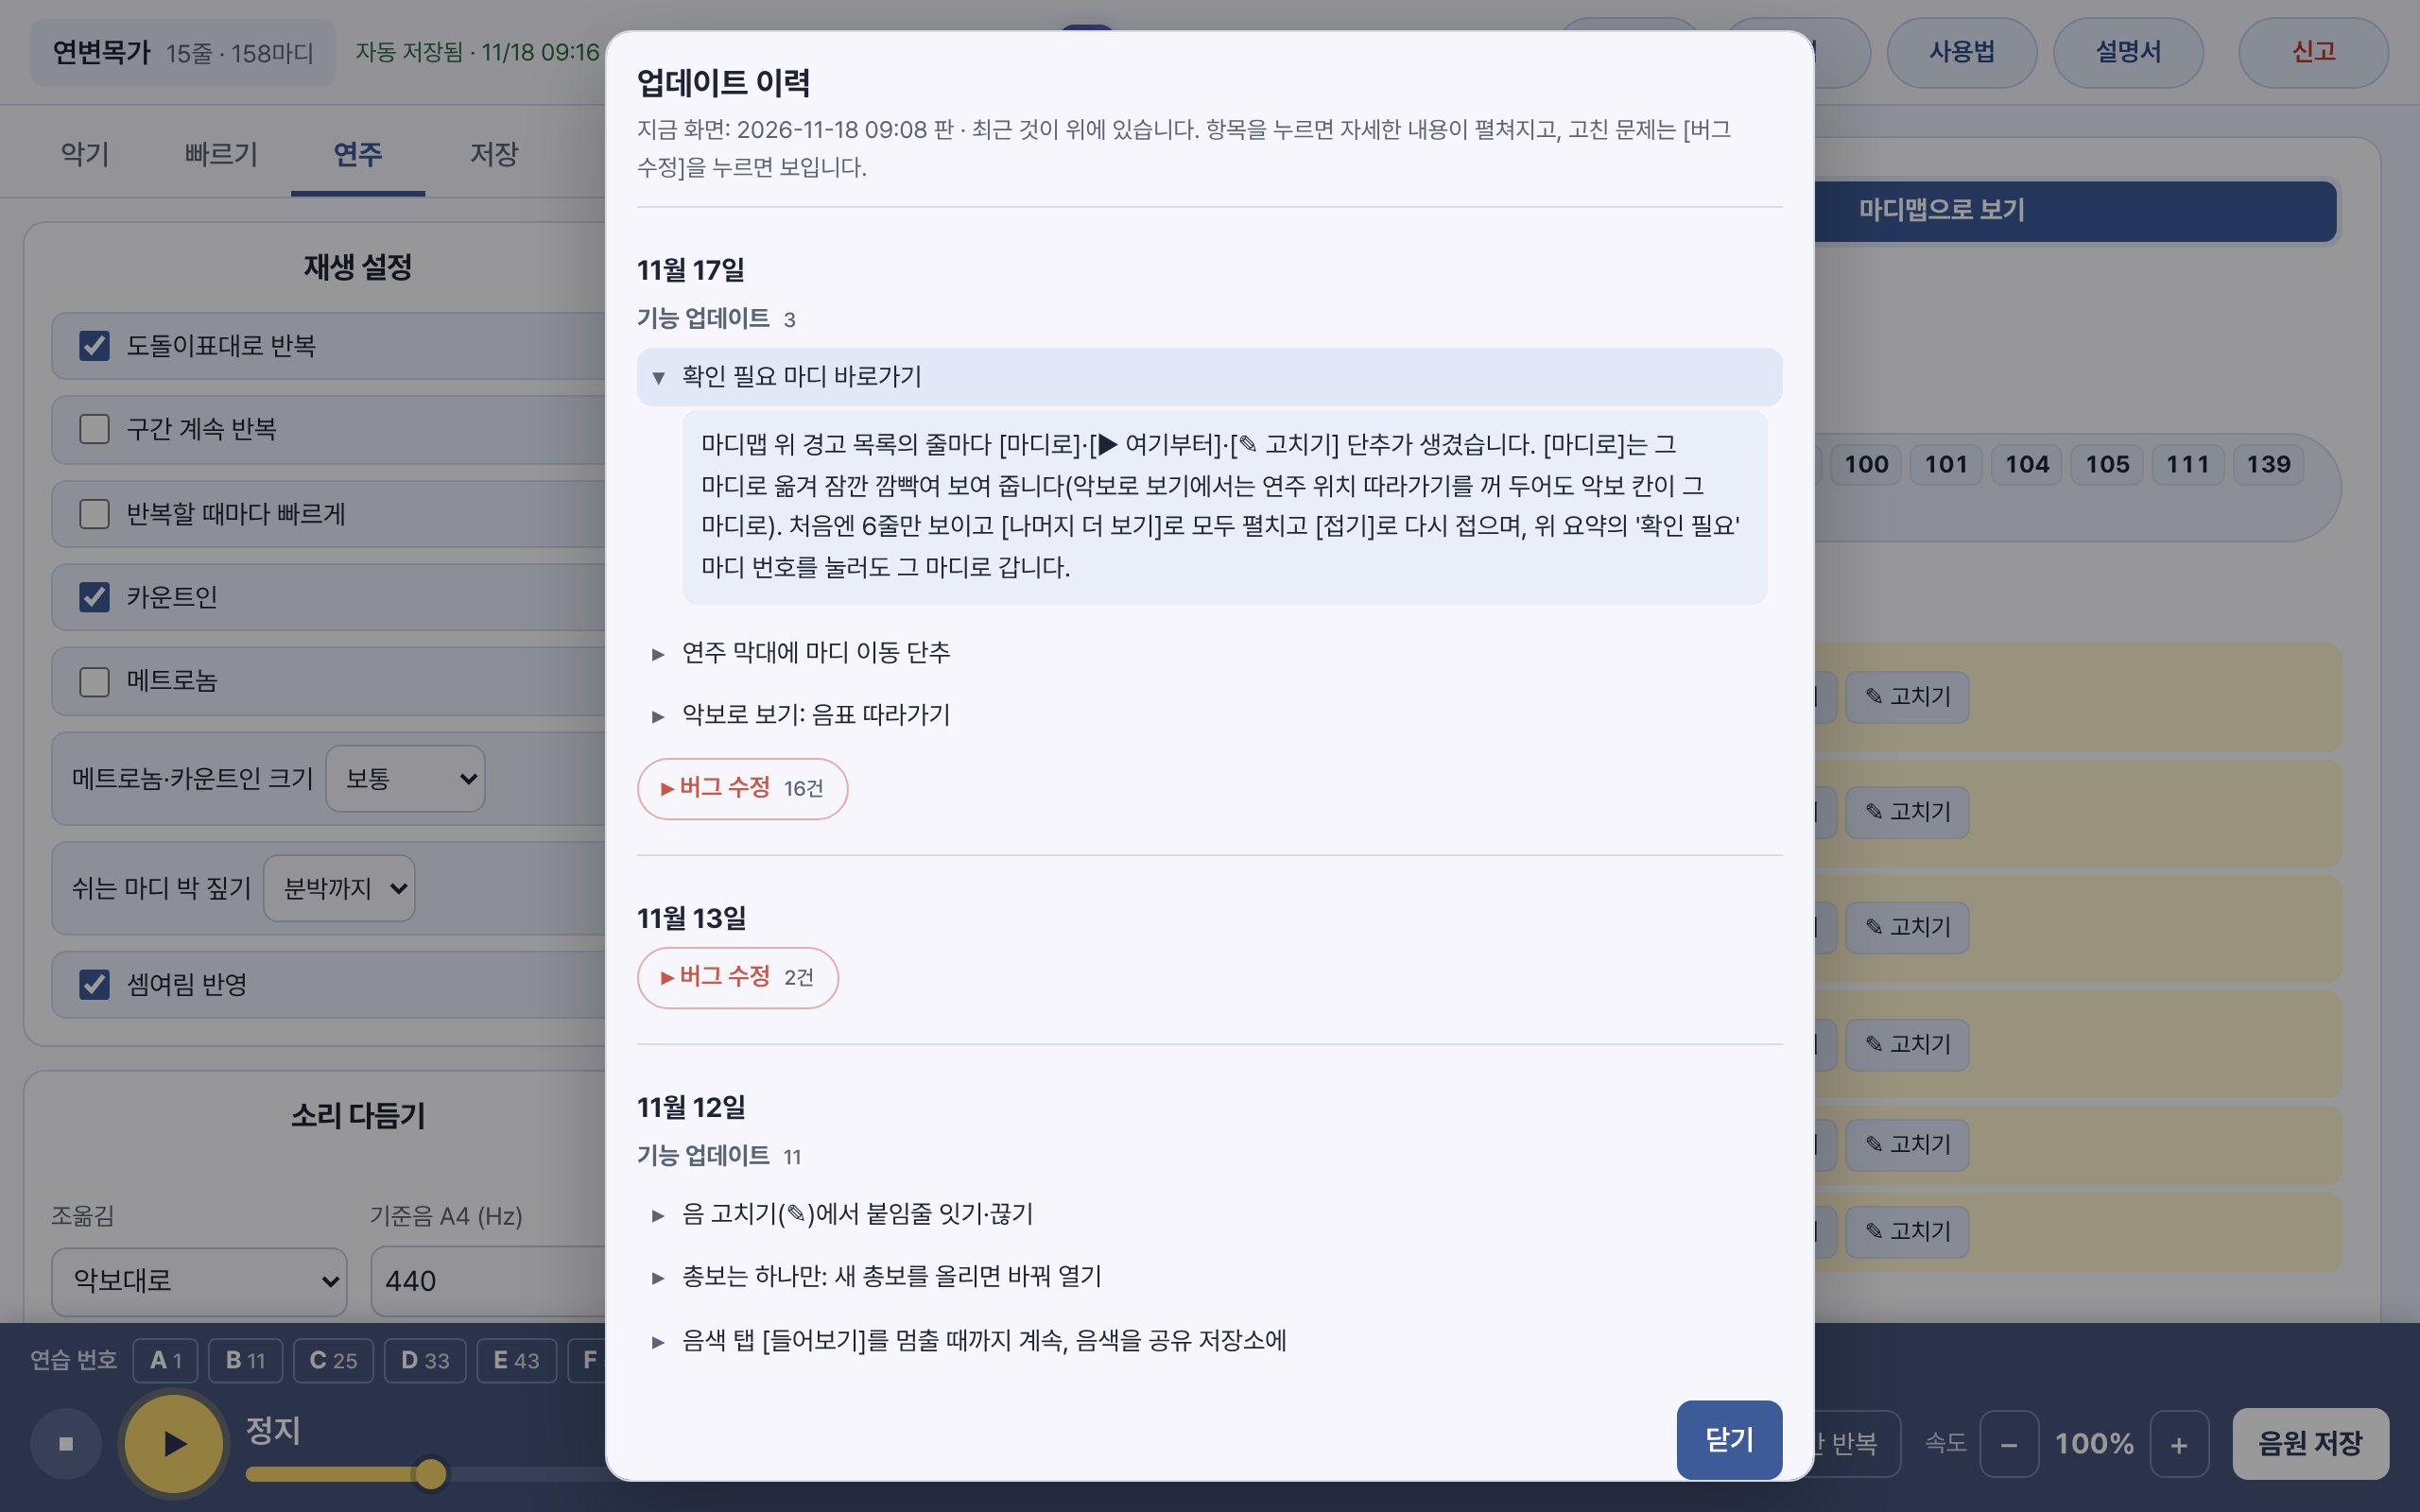 연변목가 15줄 · 158마디
자동 저장됨 · 11/18 09:16
사용법
설명서
신고
악기
빠르기
연주
저장
재생 설정
도돌이표대로 반복
구간 계속 반복
반복할 때마다 빠르게
카운트인
메트로놈
메트로놈·카운트인 크기 보통
쉬는 마디 박 짚기 분박까지
셈여림 반영
소리 다듬기
조옮김
기준음 A4 (Hz)
악보대로
440
업데이트 이력
지금 화면: 2026-11-18 09:08 판 · 최근 것이 위에 있습니다. 항목을 누르면 자세한 내용이 펼쳐지고, 고친 문제는 [버그
수정]을 누르면 보입니다.
11월 17일
기능 업데이트 3
▼ 확인 필요 마디 바로가기
마디맵 위 경고 목록의 줄마다 [마디로]·[▶ 여기부터]·[✎ 고치기] 단추가 생겼습니다. [마디로]는 그
마디로 옮겨 잠깐 깜빡여 보여 줍니다(악보로 보기에서는 연주 위치 따라가기를 꺼 두어도 악보 칸이 그
마디로). 처음엔 6줄만 보이고 [나머지 더 보기]로 모두 펼치고 [접기]로 다시 접으며, 위 요약의 '확인 필요'
마디 번호를 눌러도 그 마디로 갑니다.
▶ 연주 막대에 마디 이동 단추
▶ 악보로 보기: 음표 따라가기
▶ 버그 수정 16건
11월 13일
▶ 버그 수정 2건
11월 12일
기능 업데이트 11
▶ 음 고치기(✎)에서 붙임줄 잇기·끊기
▶ 총보는 하나만: 새 총보를 올리면 바꿔 열기
▶ 음색 탭 [들어보기]를 멈출 때까지 계속, 음색을 공유 저장소에
닫기
마디맵으로 보기
100 101 104 105 111 139
✎ 고치기
✎ 고치기
✎ 고치기
✎ 고치기
✎ 고치기
✎ 고치기
연습 번호 A 1 B 11 C 25 D 33 E 43 F
정지
반복
속도 − 100% +
음원 저장